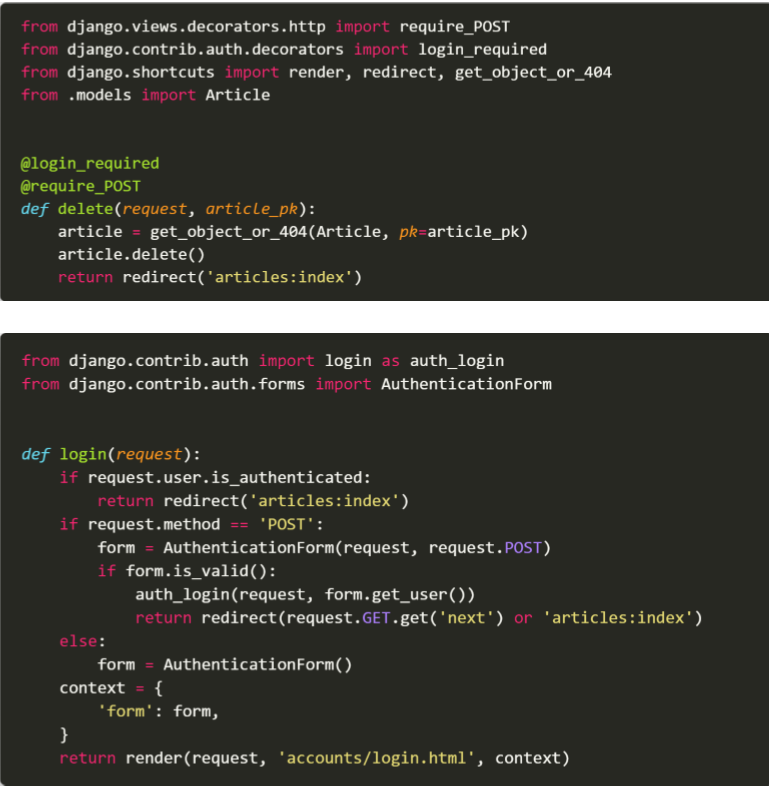 from django.views.decorators.http import require_POST
from django.contrib.auth.decorators import login_required
from django.shortcuts import render, redirect, get_object_or_404
from .models import Article
@login_required
@require_POST
def delete(request, article_pk):
    article = get_object_or_404(Article, pk=article_pk)
    article.delete()
    return redirect('articles:index')
from django.contrib.auth import login as auth_login
from django.contrib.auth.forms import AuthenticationForm
def login(request):
    if request.user.is_authenticated:
        return redirect('articles:index')
    if request.method == 'POST':
        form = AuthenticationForm(request, request.POST)
        if form.is_valid():
            auth_login(request, form.get_user())
            return redirect(request.GET.get('next') or 'articles:index')
    else:
        form = AuthenticationForm()
    context = {
        'form': form,
    }
    return render(request, 'accounts/login.html', context)